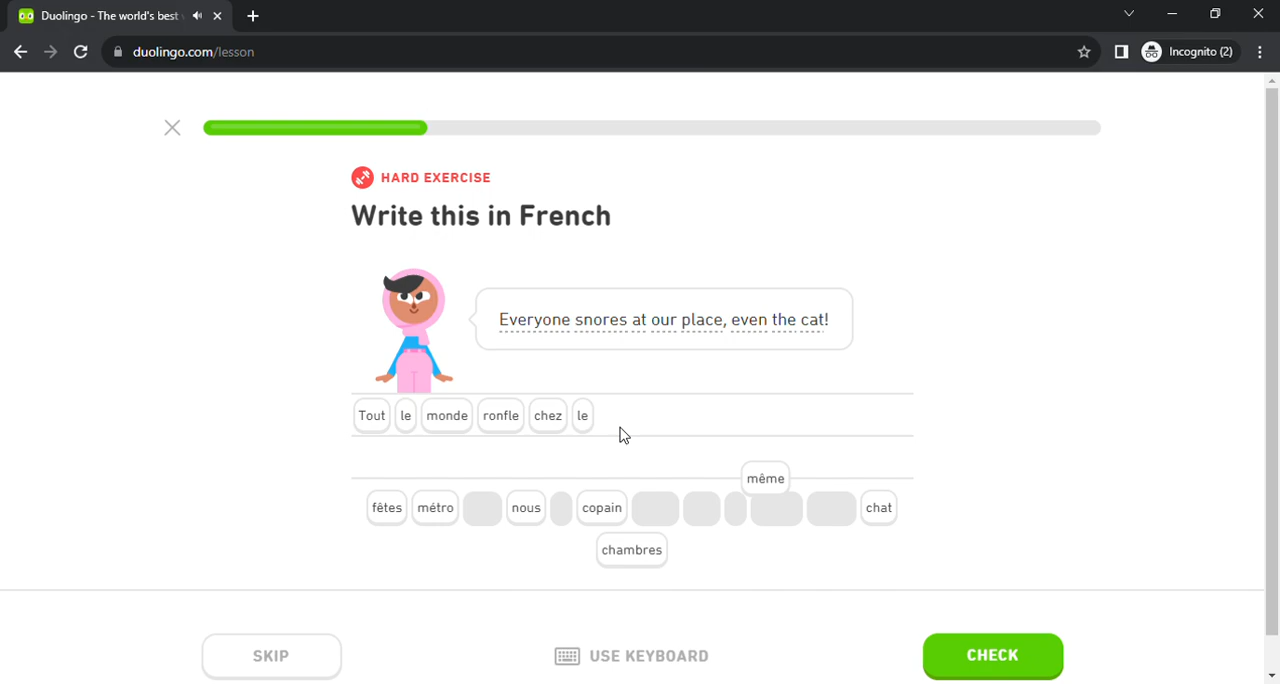 Duolingo - The world's best
duolingo.com/lesson
Incognito (2)
HARD EXERCISE
Write this in French
Everyone snores at our place, even the cat!
Tout le monde ronfle chez le
même
fêtes métro nous copain chat
chambres
SKIP USE KEYBOARD CHECK